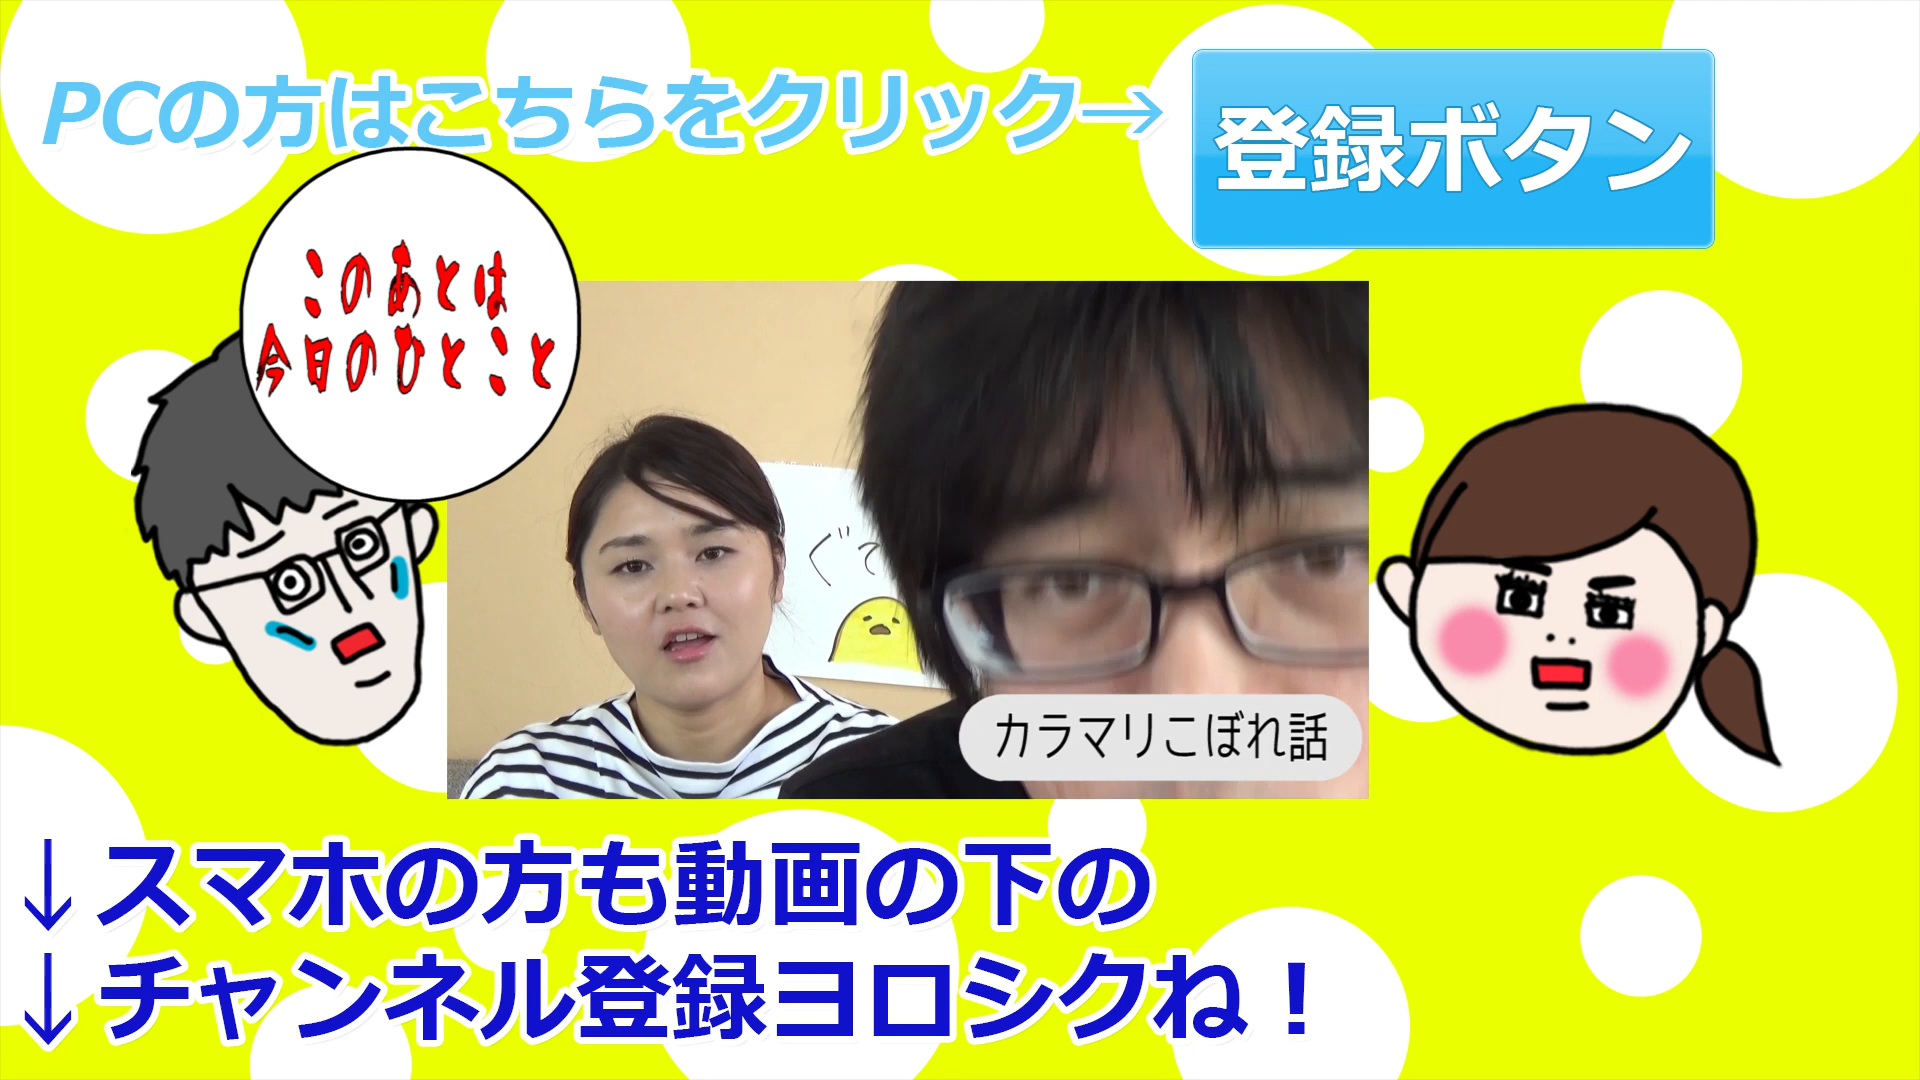 PCの方はこちらをクリック→
登録ボタン
このあとは
今日のひとこと
ぐて
カラマリこぼれ話
↓スマホの方も動画の下の
↓チャンネル登録ヨロシクね！